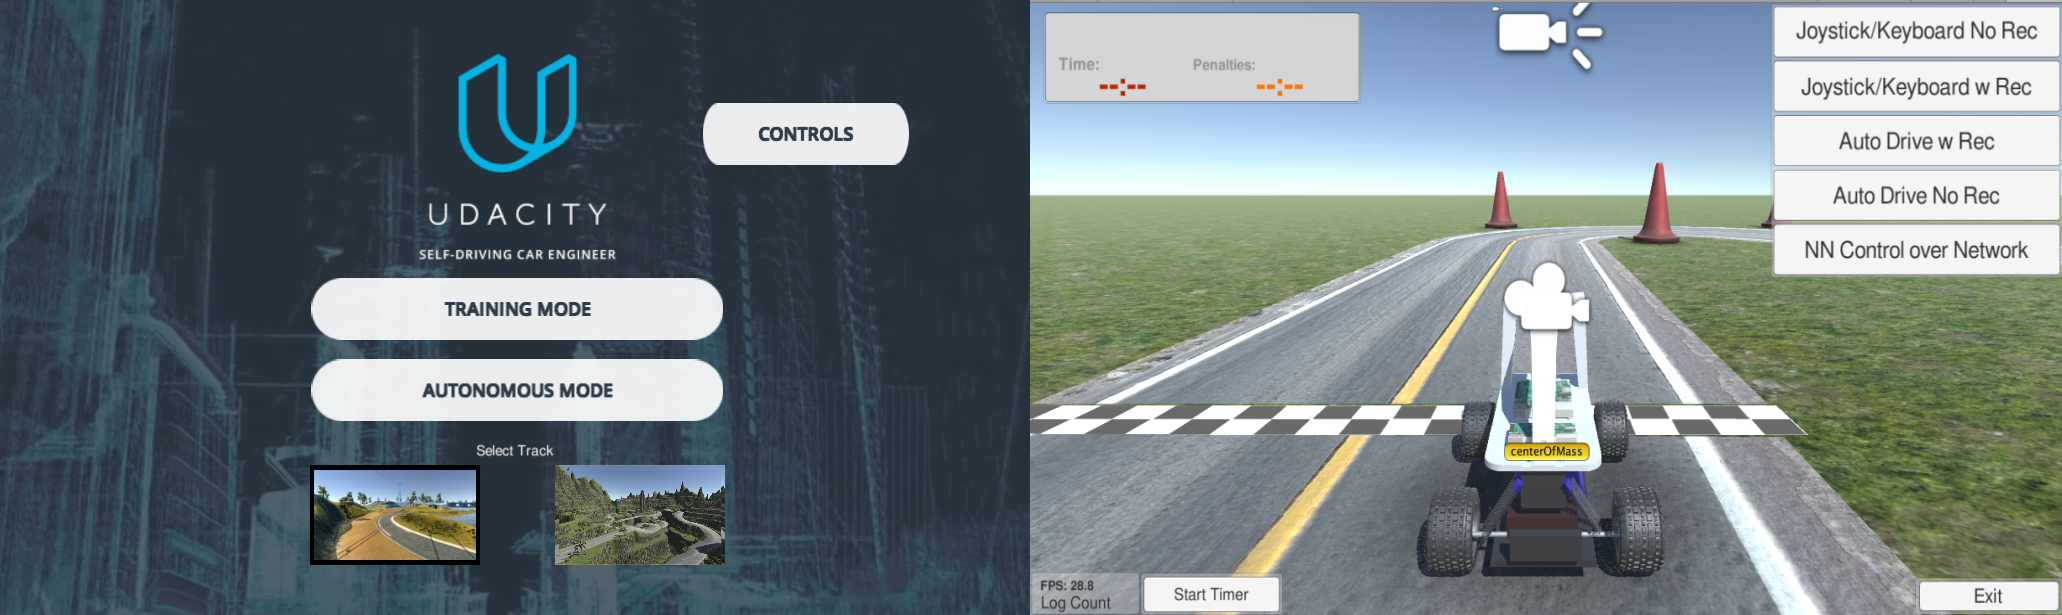 CONTROLS
UDACITY
SELF-DRIVING CAR ENGINEER
TRAINING MODE
AUTONOMOUS MODE
Select Track
Time:
Penalties:
--:--
--:--
Joystick/Keyboard No Rec
Joystick/Keyboard w Rec
Auto Drive w Rec
Auto Drive No Rec
NN Control over Network
centerOfMass
FPS: 28.8
Log Count
Start Timer
Exit